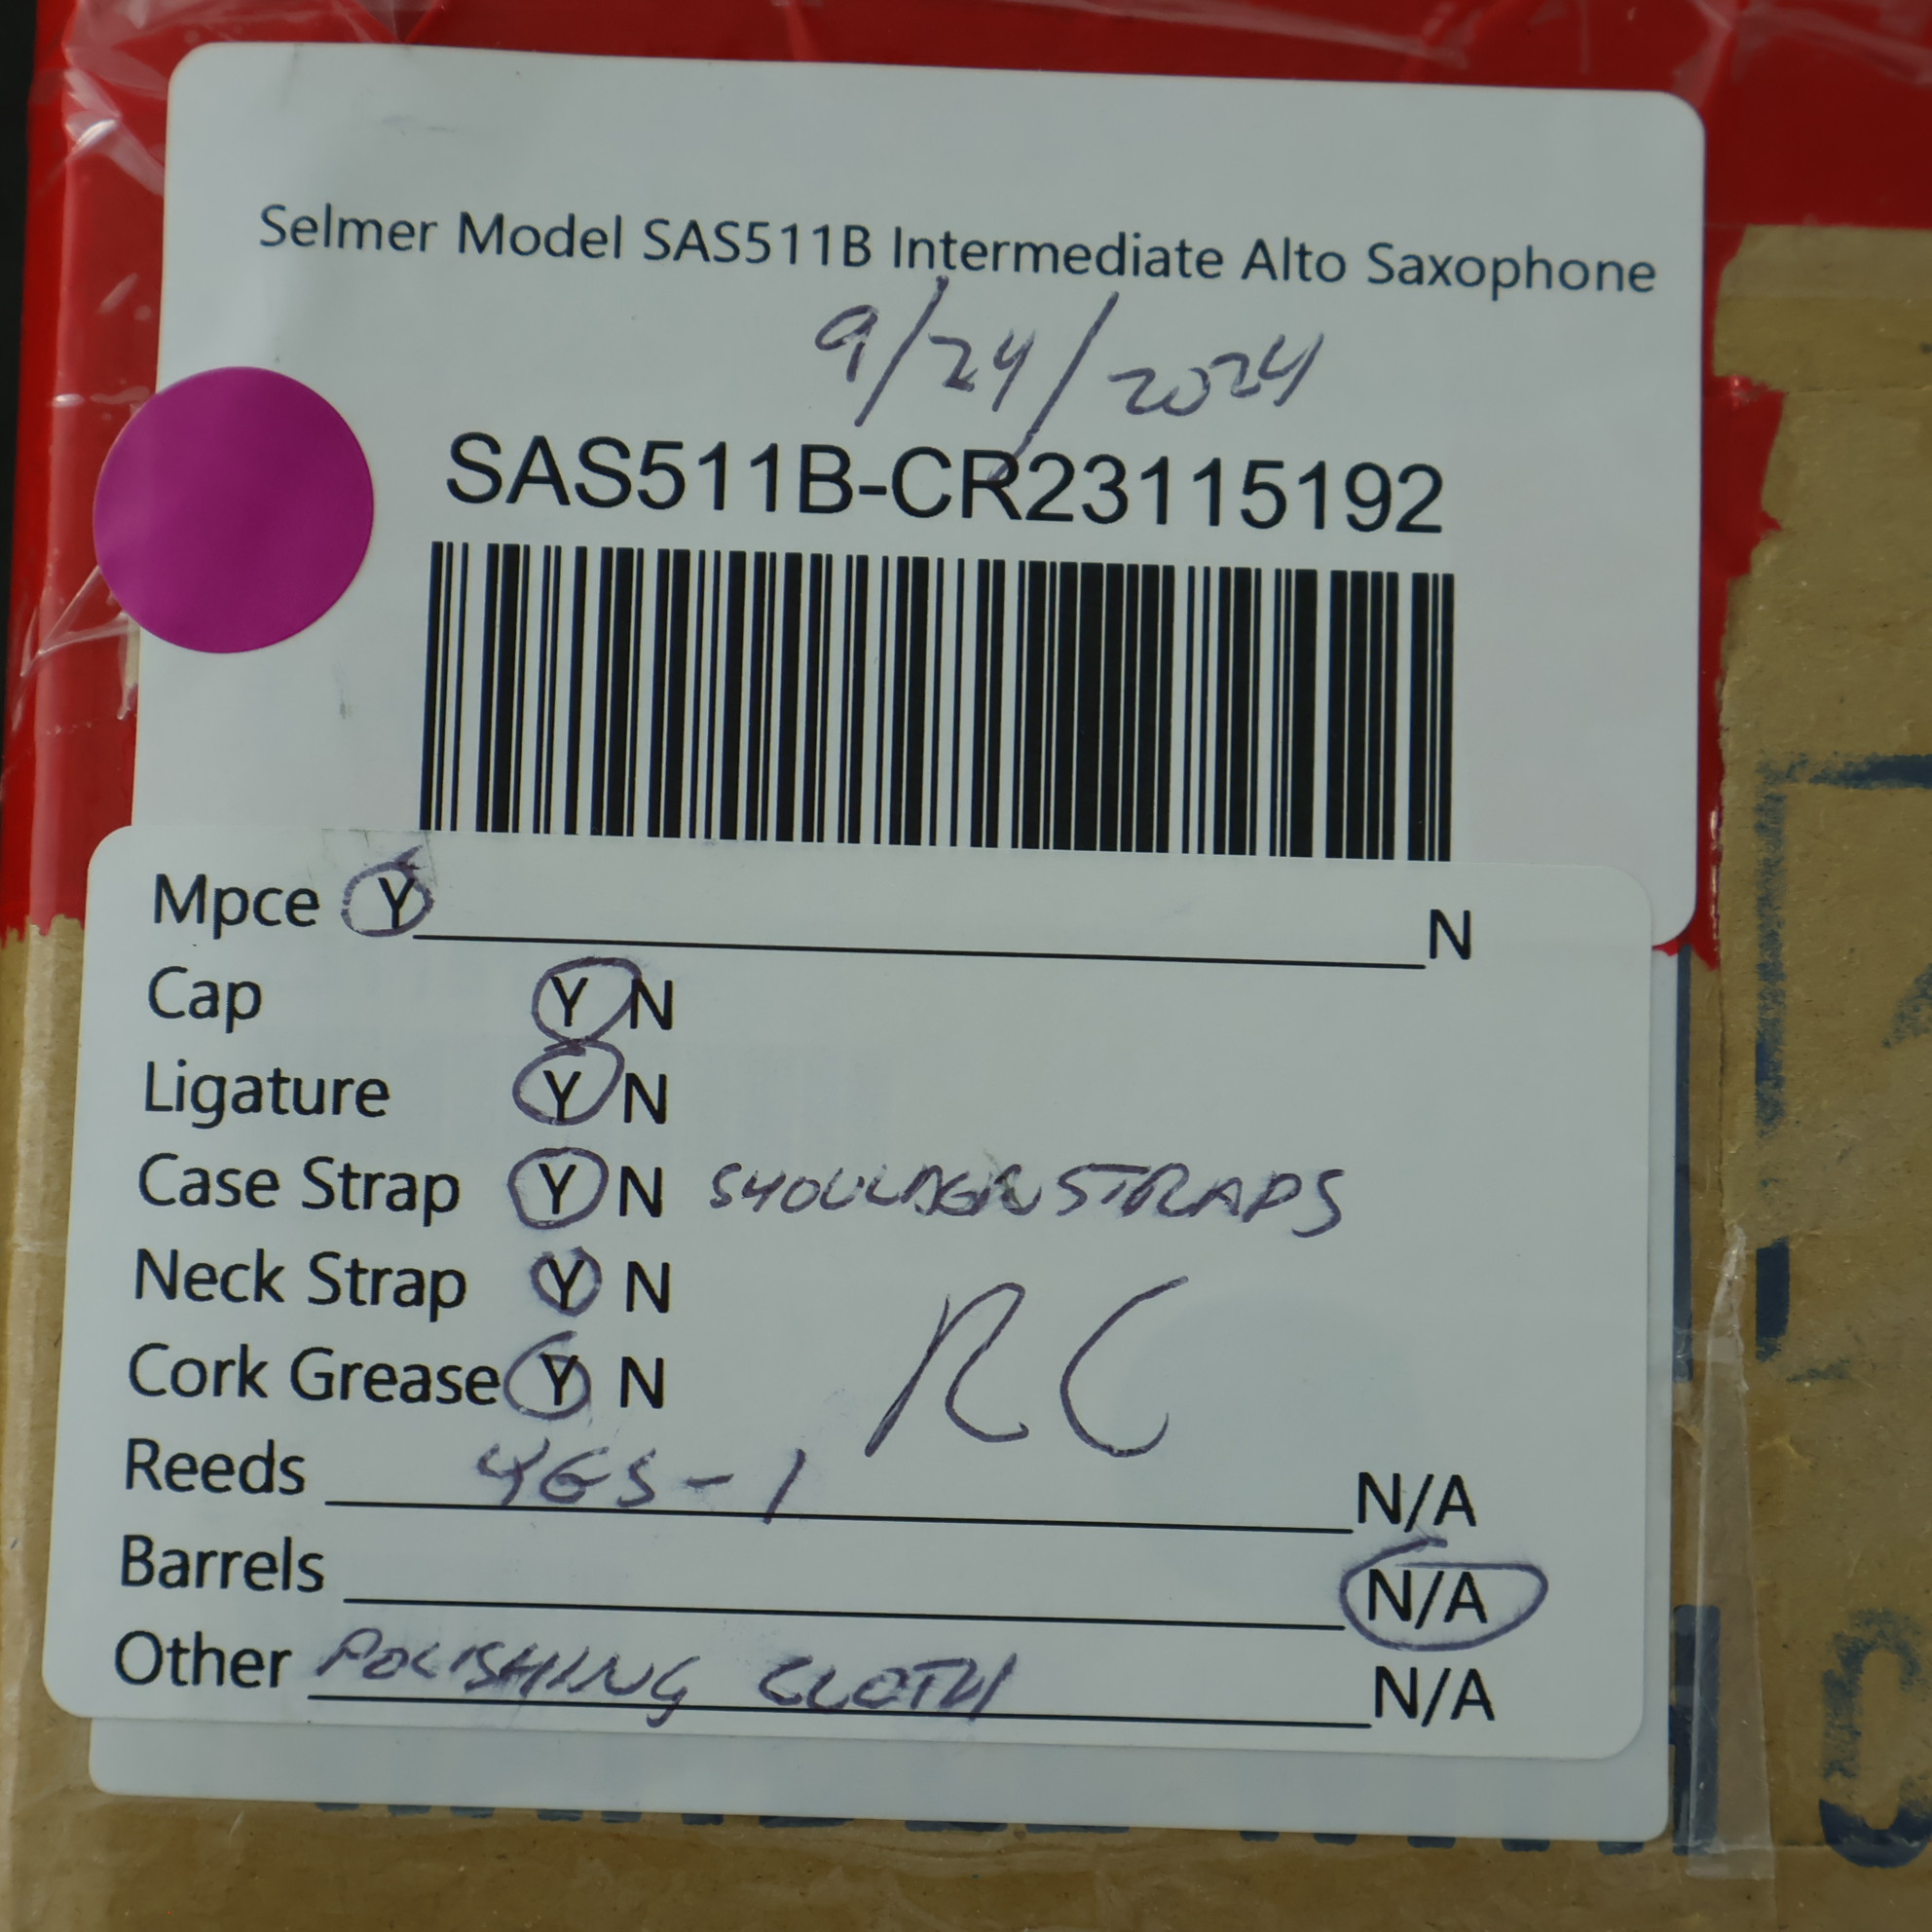 Selmer Model SAS511B Intermediate Alto Saxophone
9/24/2024
SAS511B-CR23115192
Mpce Y N
Cap Y N
Ligature Y N
Case Strap Y N SHOULDER STRAPS
Neck Strap Y N
Cork Grease Y N
RC
Reeds YES-1 N/A
Barrels N/A
Other POLISHING CLOTH N/A